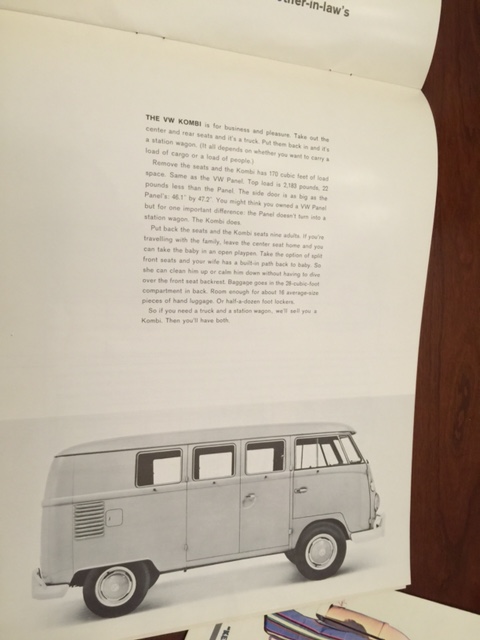 other-in-law's
THE VW KOMBI is for business and pleasure. Take out the
center and rear seats and it's a truck. Put them back in and it's
a station wagon. (It all depends on whether you want to carry a
load of cargo or a load of people.)
Remove the seats and the Kombi has 170 cubic feet of load
space. Same as the VW Panel. Top load is 2,183 pounds, 22
pounds less than the Panel. The side door is as big as the
Panel's: 46.1" by 47.2". You might think you owned a VW Panel
but for one important difference: the Panel doesn't turn into a
station wagon. The Kombi does.
Put back the seats and the Kombi seats nine adults. If you're
travelling with the family, leave the center seat home and you
can take the baby in an open playpen. Take the option of split
front seats and your wife has a built-in path back to baby. So
she can clean him up or calm him down without having to dive
over the front seat backrest. Baggage goes in the 28-cubic-foot
compartment in back. Room enough for about 16 average-size
pieces of hand luggage. Or half-a-dozen foot lockers.
So if you need a truck and a station wagon, we'll sell you a
Kombi. Then you'll have both.